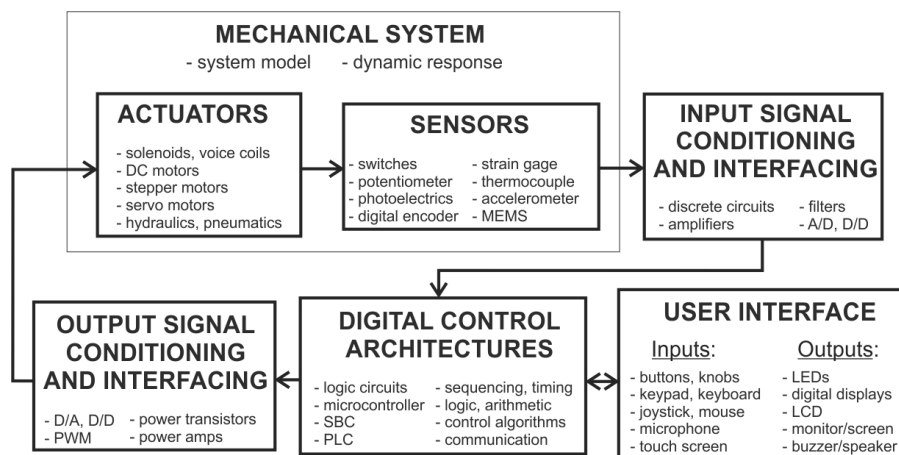 MECHANICAL SYSTEM
- system model - dynamic response
ACTUATORS
- solenoids, voice coils
- DC motors
- stepper motors
- servo motors
- hydraulics, pneumatics
SENSORS
- switches
- potentiometer
- photoelectrics
- digital encoder
- strain gage
- thermocouple
- accelerometer
- MEMS
INPUT SIGNAL
CONDITIONING
AND INTERFACING
- discrete circuits
- amplifiers
- filters
- A/D, D/D
OUTPUT SIGNAL
CONDITIONING
AND INTERFACING
- D/A, D/D
- PWM
- power transistors
- power amps
DIGITAL CONTROL
ARCHITECTURES
- logic circuits
- microcontroller
- SBC
- PLC
- sequencing, timing
- logic, arithmetic
- control algorithms
- communication
USER INTERFACE
Inputs:
- buttons, knobs
- keypad, keyboard
- joystick, mouse
- microphone
- touch screen
Outputs:
- LEDs
- digital displays
- LCD
- monitor/screen
- buzzer/speaker